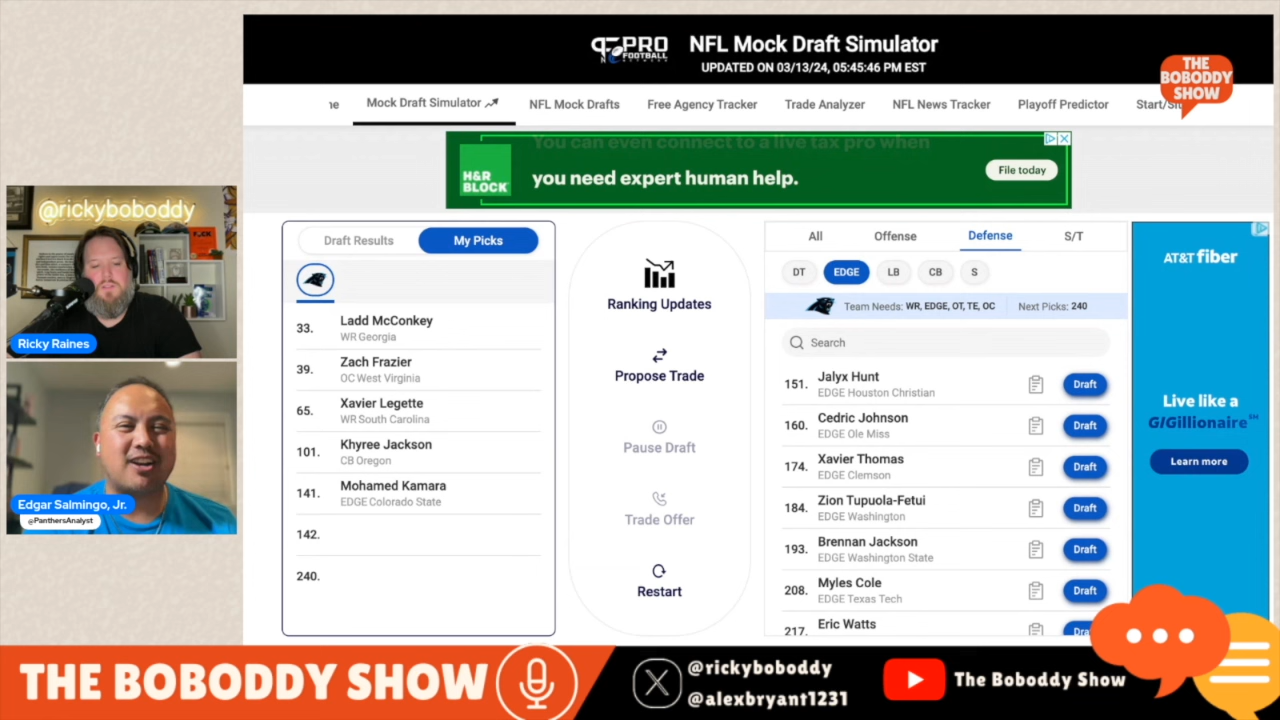 PRO
FOOTBALL
NETWORK
NFL Mock Draft Simulator
UPDATED ON 03/13/24, 05:45:46 PM EST
THE
BOBODDY
SHOW
Mock Draft Simulator
NFL Mock Drafts
Free Agency Tracker
Trade Analyzer
NFL News Tracker
Playoff Predictor
You can even connect to a live tax pro when
H&R
BLOCK
you need expert human help.
File today
@rickyboboddy
Ricky Raines
Edgar Salmingo, Jr.
@PanthersAnalyst
Draft Results
My Picks
33.
Ladd McConkey
WR Georgia
39.
Zach Frazier
OC West Virginia
65.
Xavier Legette
WR South Carolina
101.
Khyree Jackson
CB Oregon
141.
Mohamed Kamara
EDGE Colorado State
142.
240.
Ranking Updates
Propose Trade
Pause Draft
Trade Offer
Restart
All
Offense
Defense
S/T
DT
EDGE
LB
CB
S
Team Needs: WR, EDGE, OT, TE, OC
Next Picks: 240
Search
151.
Jalyx Hunt
EDGE Houston Christian
Draft
160.
Cedric Johnson
EDGE Ole Miss
Draft
174.
Xavier Thomas
EDGE Clemson
Draft
184.
Zion Tupuola-Fetui
EDGE Washington
Draft
193.
Brennan Jackson
EDGE Washington State
Draft
208.
Myles Cole
EDGE Texas Tech
Draft
217.
Eric Watts
AT&T fiber
Live like a
GIGillionaire℠
Learn more
THE BOBODDY SHOW
@rickyboboddy
@alexbryant1231
The Boboddy Show